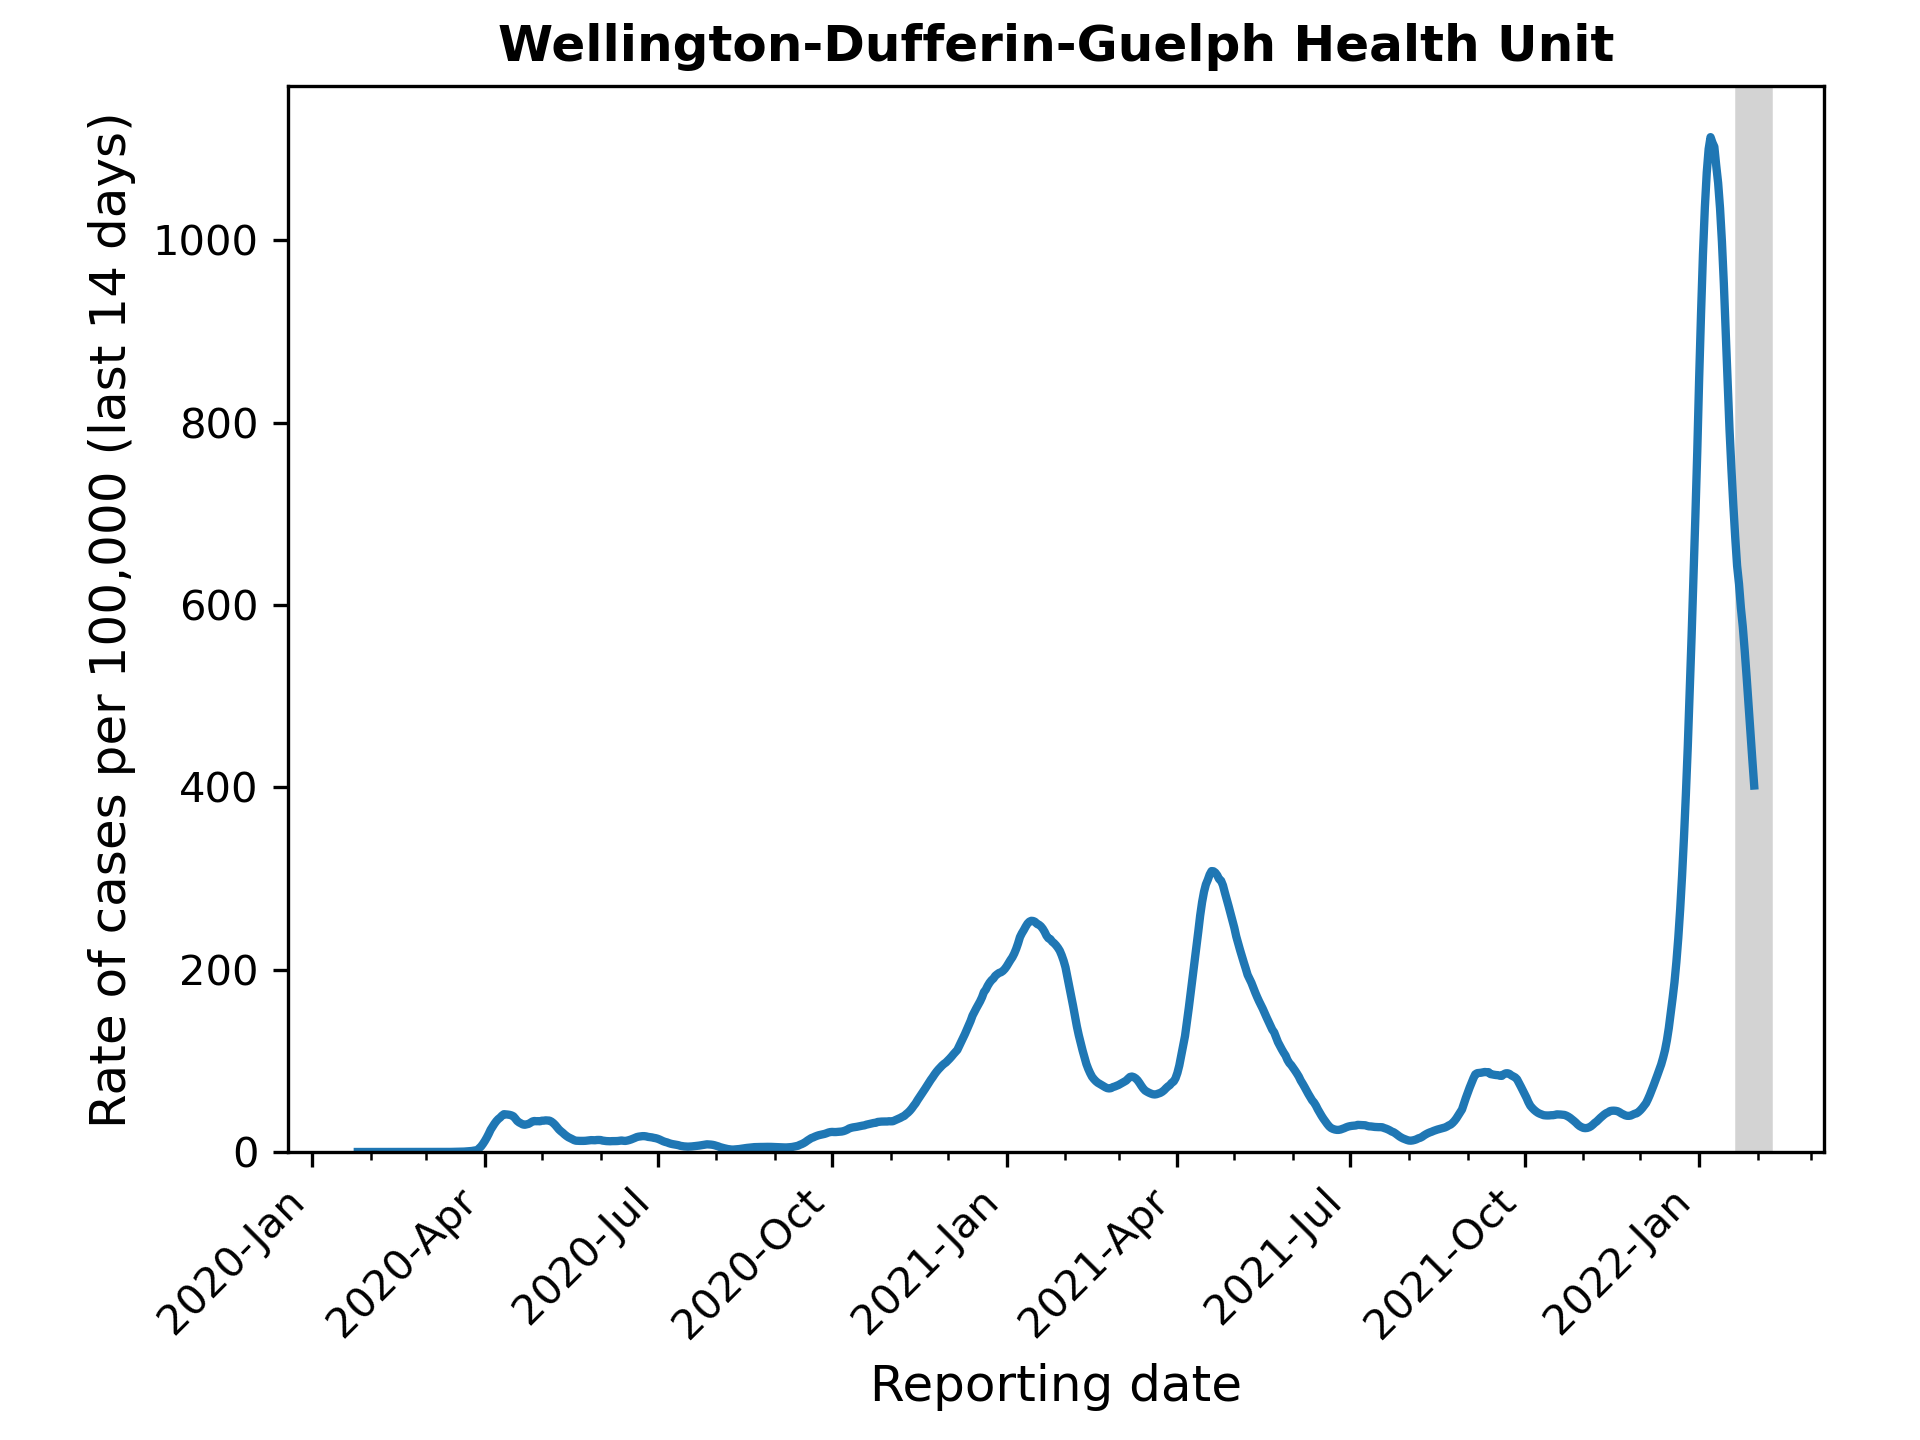 Wellington-Dufferin-Guelph Health Unit
Rate of cases per 100,000 (last 14 days)
1000
800
600
400
200
0
2020-Jan
2020-Apr
2020-Jul
2020-Oct
2021-Jan
2021-Apr
2021-Jul
2021-Oct
2022-Jan
Reporting date